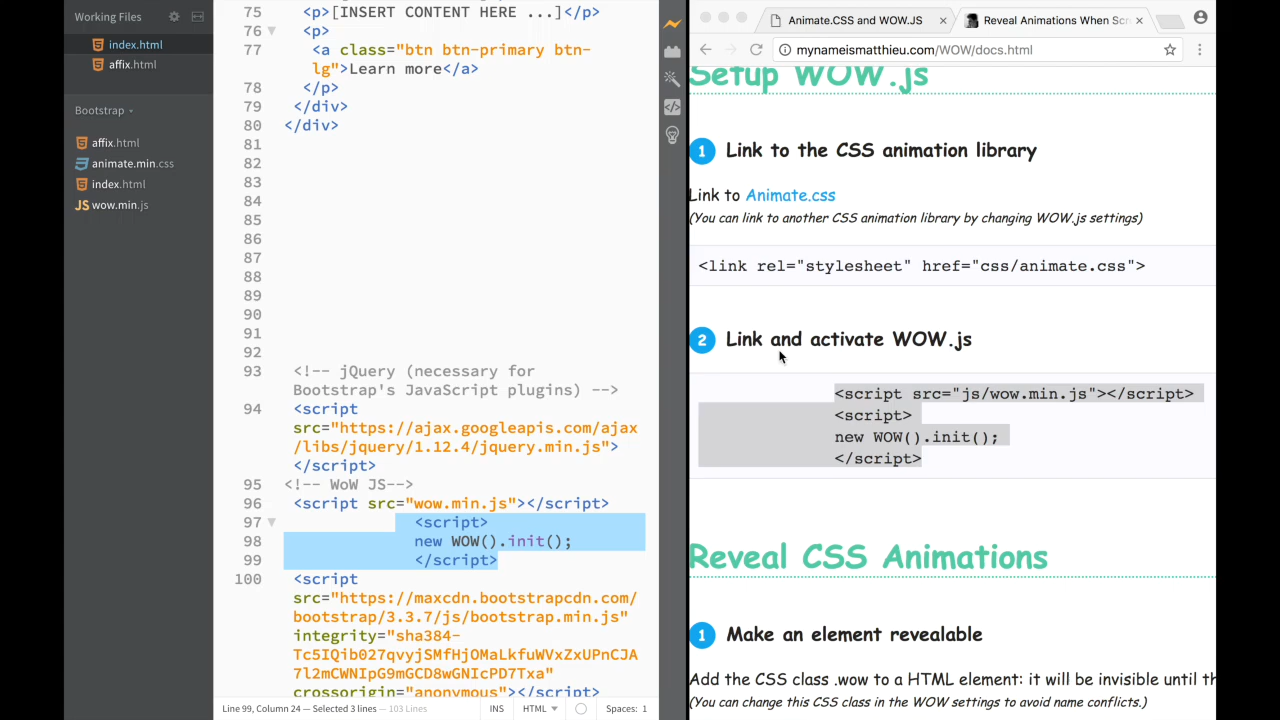 Working Files
index.html
affix.html
Bootstrap
affix.html
animate.min.css
index.html
JS wow.min.js
75 <p>[INSERT CONTENT HERE ...]</p>
76 <p>
77 <a class="btn btn-primary btn-
lg">Learn more</a>
78 </p>
79 </div>
80 </div>
81
82
83
84
85
86
87
88
89
90
91
92
93 <!-- jQuery (necessary for
Bootstrap's JavaScript plugins) -->
94 <script
src="https://ajax.googleapis.com/ajax
/libs/jquery/1.12.4/jquery.min.js">
</script>
95 <!-- WoW JS-->
96 <script src="wow.min.js"></script>
97 <script>
98 new WOW().init();
99 </script>
100 <script
src="https://maxcdn.bootstrapcdn.com/
bootstrap/3.3.7/js/bootstrap.min.js"
integrity="sha384-
Tc5IQib027qvyjSMfHjOMaLkfuWVxZxUPnCJA
7l2mCWNIpG9mGCD8wGNIcPD7Txa"
crossorigin="anonymous"></script>
Line 99, Column 24 — Selected 3 lines — 103 Lines
INS
HTML
Spaces: 1
Animate.CSS and WOW.JS
Reveal Animations When Scr
mynameismatthieu.com/WOW/docs.html
Setup WOW.js
1 Link to the CSS animation library
Link to Animate.css
(You can link to another CSS animation library by changing WOW.js settings)
<link rel="stylesheet" href="css/animate.css">
2 Link and activate WOW.js
<script src="js/wow.min.js"></script>
<script>
new WOW().init();
</script>
Reveal CSS Animations
1 Make an element revealable
Add the CSS class .wow to a HTML element: it will be invisible until th
(You can change this CSS class in the WOW settings to avoid name conflicts.)